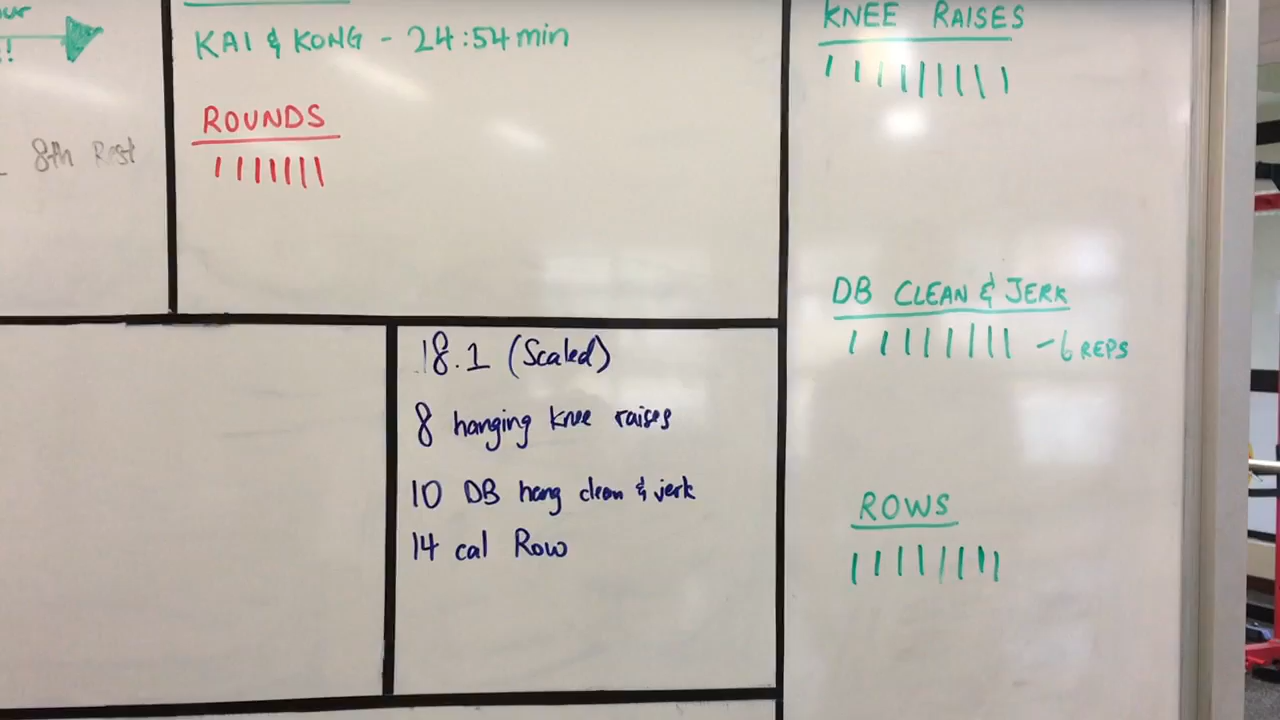 KAI & KONG - 24:54 min
ROUNDS
8th Rest
18.1 (Scaled)
8 hanging knee raises
10 DB hang clean & jerk
14 cal Row
KNEE RAISES
DB CLEAN & JERK
- 6 REPS
ROWS